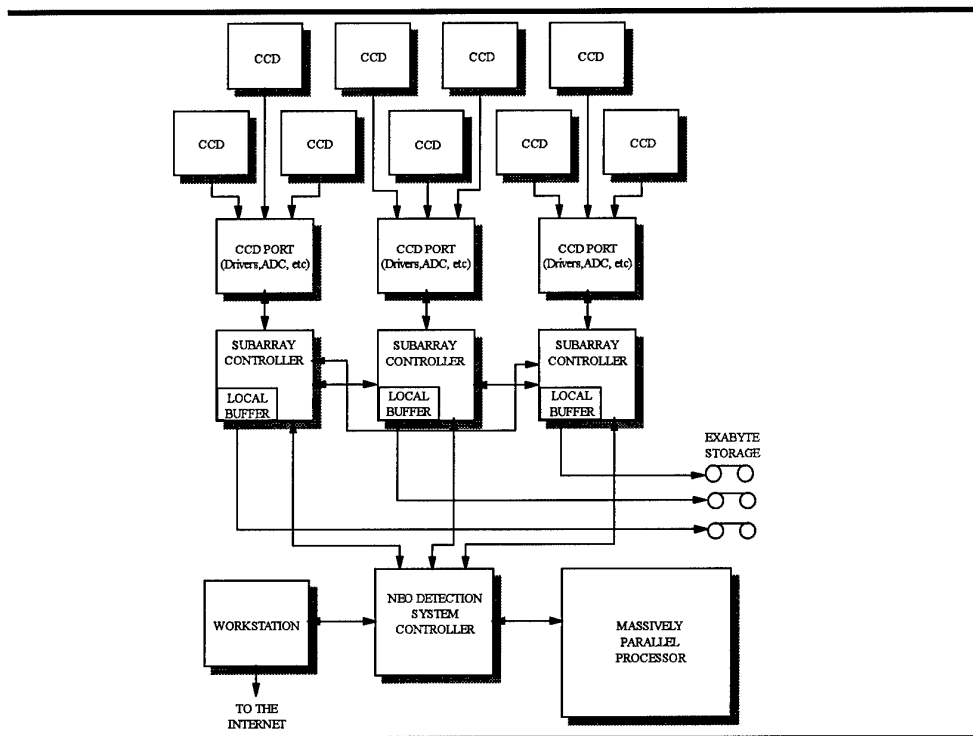 CCD
CCD
CCD
CCD
CCD
CCD
CCD
CCD
CCD
CCD PORT
(Drivers,ADC, etc)
CCD PORT
(Drivers,ADC, etc)
CCD PORT
(Drivers,ADC, etc)
SUBARRAY
CONTROLLER
LOCAL
BUFFER
SUBARRAY
CONTROLLER
LOCAL
BUFFER
SUBARRAY
CONTROLLER
LOCAL
BUFFER
EXABYTE
STORAGE
WORKSTATION
NEO DETECTION
SYSTEM
CONTROLLER
MASSIVELY
PARALLEL
PROCESSOR
TO THE
INTERNET